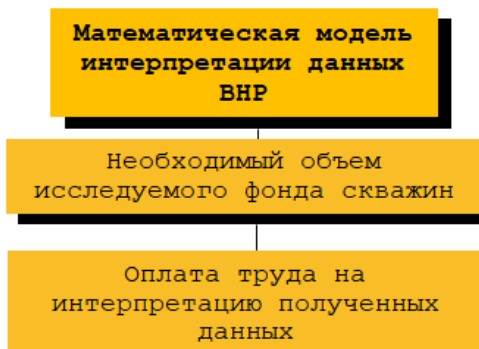 Математическая модель
интерпретации данных
ВНР
Необходимый объем
исследуемого фонда скважин
Оплата труда на
интерпретацию полученных
данных